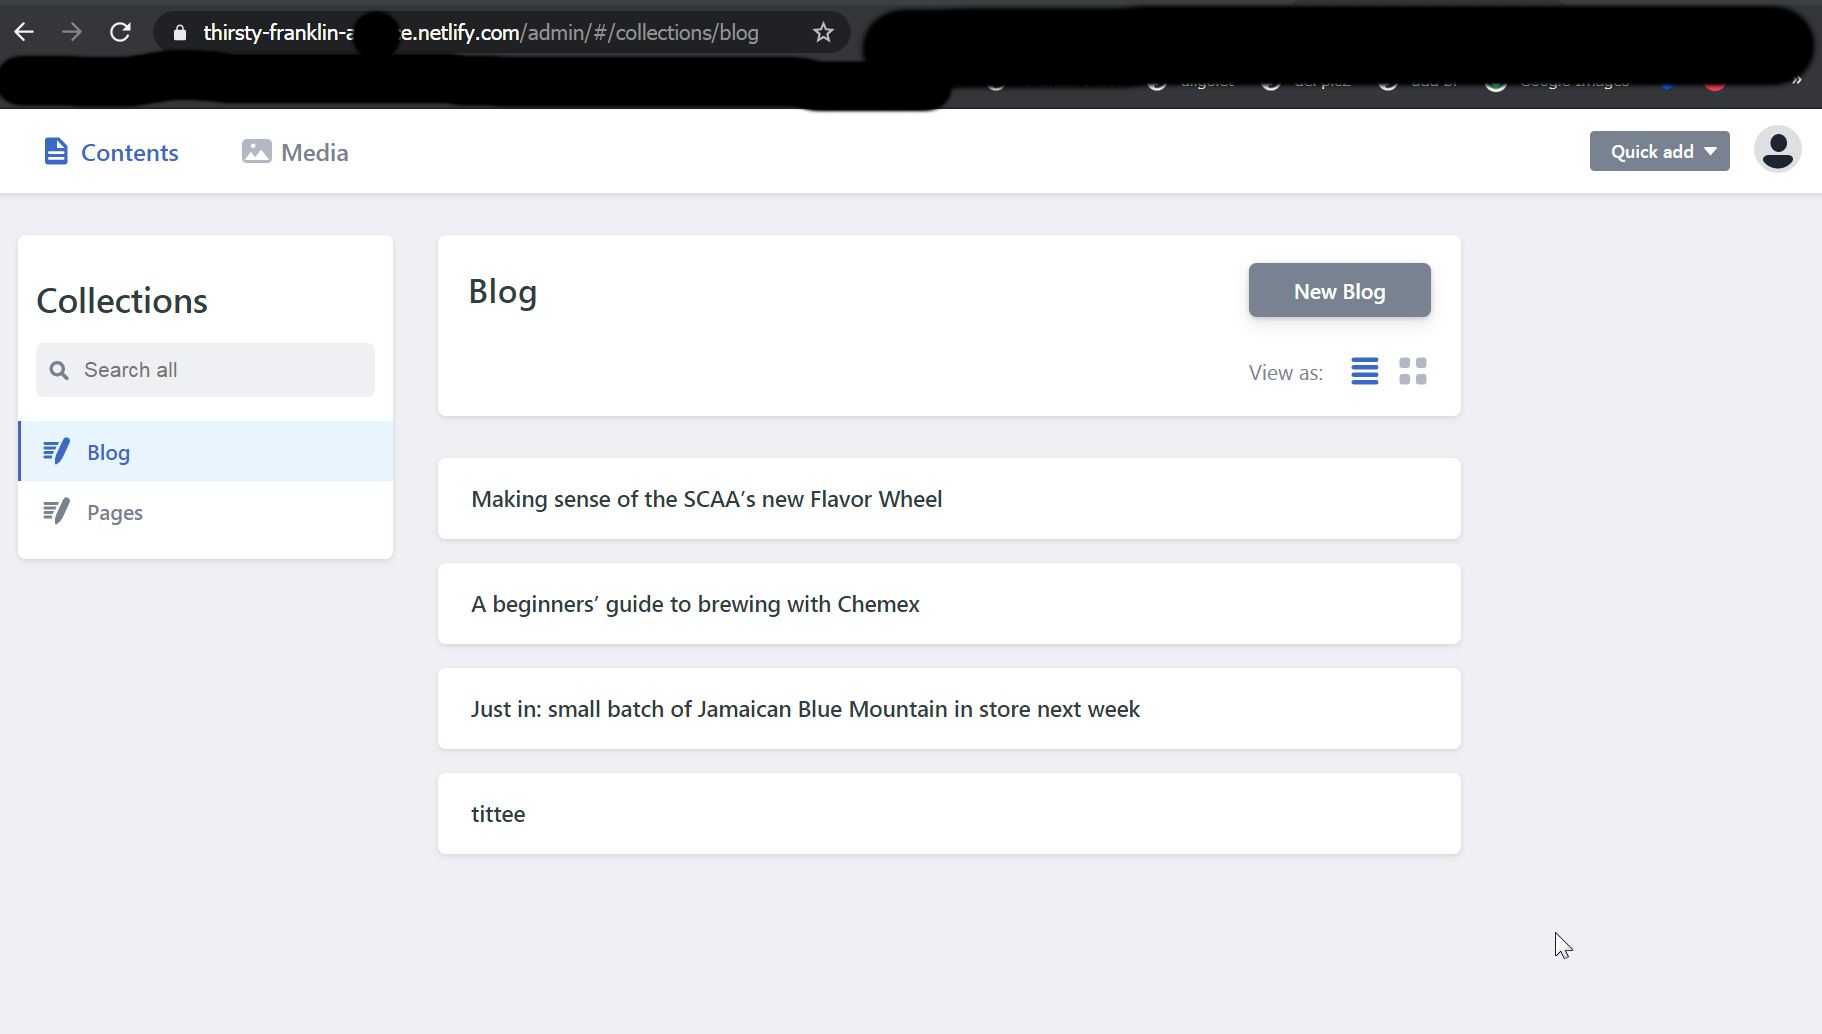 thirsty-franklin-a e.netlify.com/admin/#/collections/blog
Google Images
»
Contents
Media
Quick add
Collections
Search all
Blog
Pages
Blog
New Blog
View as:
Making sense of the SCAA’s new Flavor Wheel
A beginners’ guide to brewing with Chemex
Just in: small batch of Jamaican Blue Mountain in store next week
tittee